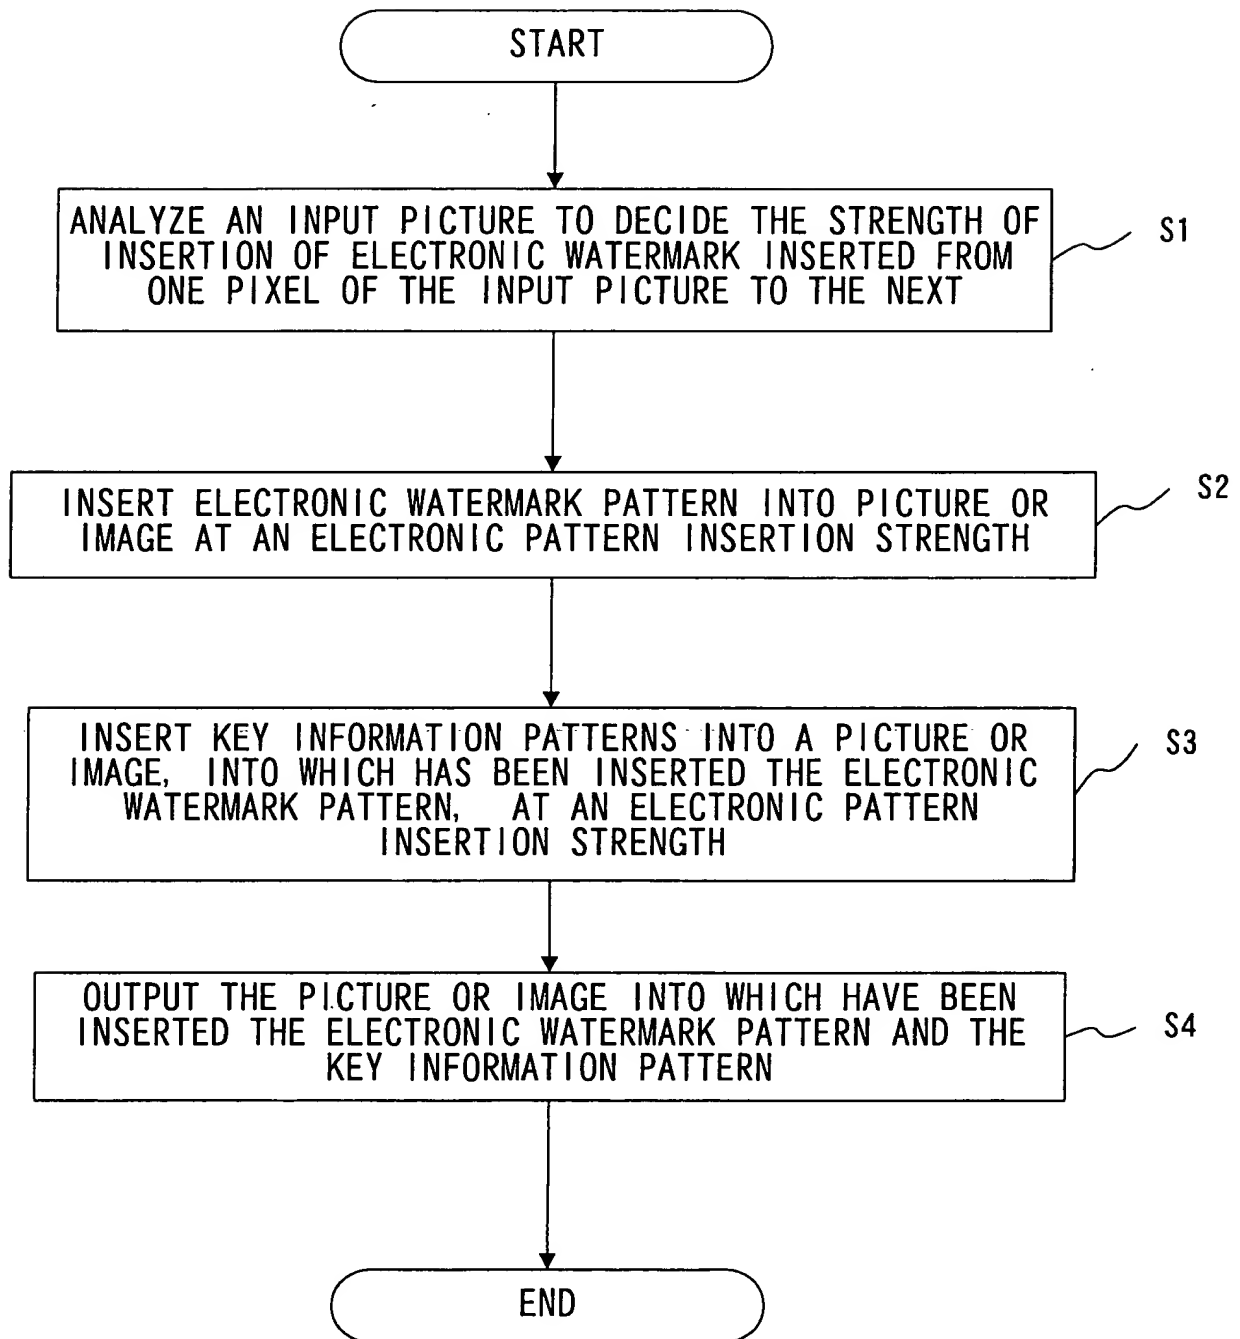 START
ANALYZE AN INPUT PICTURE TO DECIDE THE STRENGTH OF
INSERTION OF ELECTRONIC WATERMARK INSERTED FROM
ONE PIXEL OF THE INPUT PICTURE TO THE NEXT
S1
INSERT ELECTRONIC WATERMARK PATTERN INTO PICTURE OR
IMAGE AT AN ELECTRONIC PATTERN INSERTION STRENGTH
S2
INSERT KEY INFORMATION PATTERNS INTO A PICTURE OR
IMAGE, INTO WHICH HAS BEEN INSERTED THE ELECTRONIC
WATERMARK PATTERN, AT AN ELECTRONIC PATTERN
INSERTION STRENGTH
S3
OUTPUT THE PICTURE OR IMAGE INTO WHICH HAVE BEEN
INSERTED THE ELECTRONIC WATERMARK PATTERN AND THE
KEY INFORMATION PATTERN
S4
END